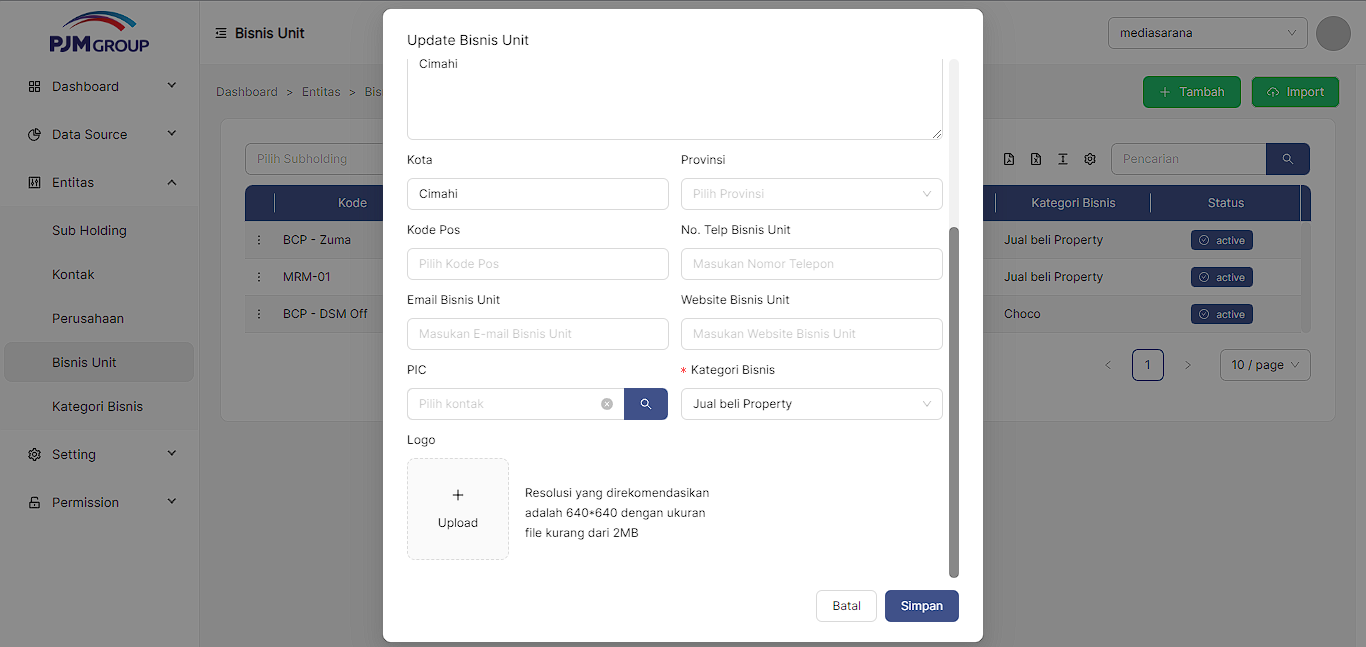 PJM GROUP
Dashboard
Data Source
Entitas
Sub Holding
Kontak
Perusahaan
Bisnis Unit
Kategori Bisnis
Setting
Permission
Bisnis Unit
mediasarana
Dashboard > Entitas > Bis
Tambah
Import
Pilih Subholding
Pencarian
Kode
Kategori Bisnis
Status
BCP - Zuma
Jual beli Property
active
MRM-01
Jual beli Property
active
BCP - DSM Off
Choco
active
< 1 >
10 / page
Update Bisnis Unit
Cimahi
Kota
Provinsi
Cimahi
Pilih Provinsi
Kode Pos
No. Telp Bisnis Unit
Pilih Kode Pos
Masukan Nomor Telepon
Email Bisnis Unit
Website Bisnis Unit
Masukan E-mail Bisnis Unit
Masukan Website Bisnis Unit
PIC
* Kategori Bisnis
Pilih kontak
Jual beli Property
Logo
+
Upload
Resolusi yang direkomendasikan
adalah 640*640 dengan ukuran
file kurang dari 2MB
Batal
Simpan